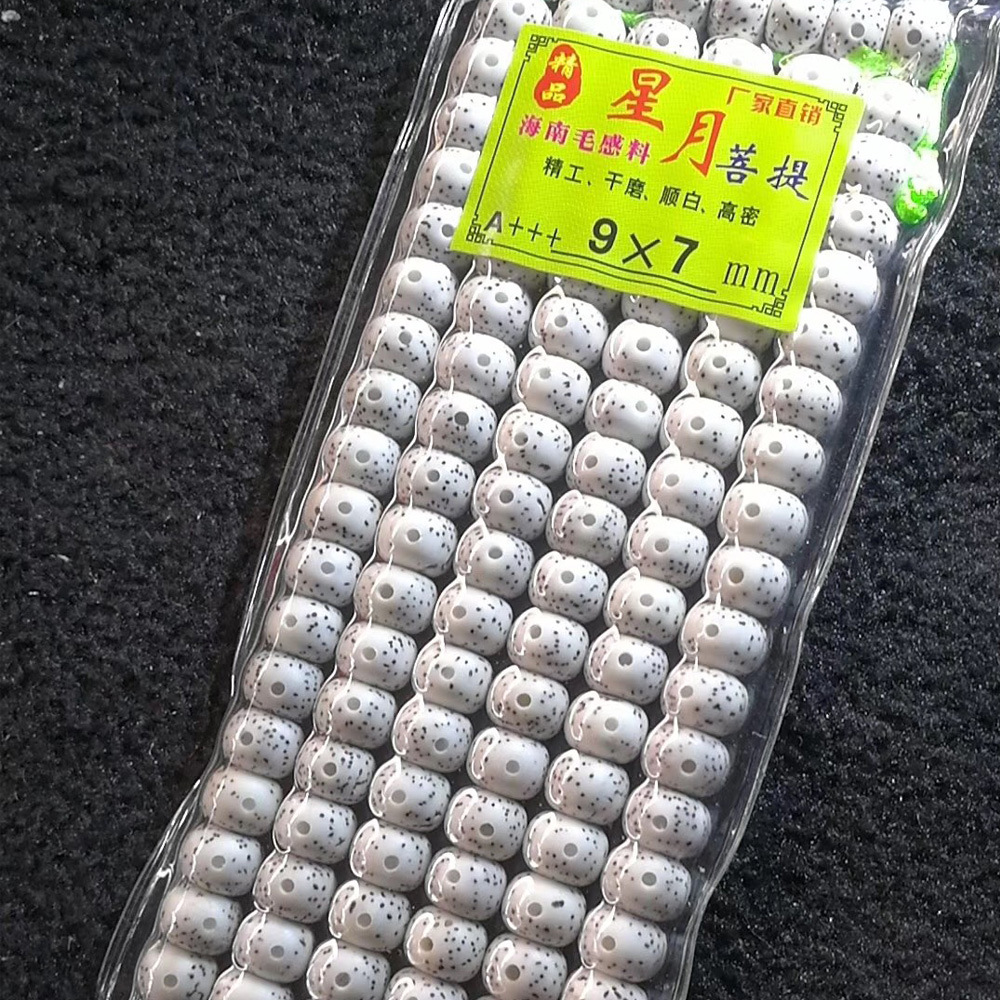 精品
星月菩提
厂家直销
海南毛感料
精工、干磨、顺白、高密
A+++ 9×7 mm